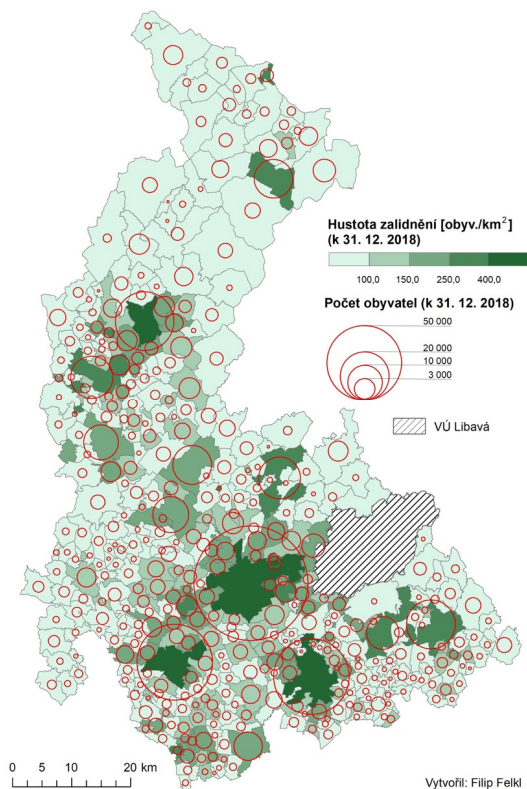 Hustota zalidnění [obyv./km²]
(k 31. 12. 2018)
100,0 150,0 250,0 400,0
Počet obyvatel (k 31. 12. 2018)
50 000
20 000
10 000
3 000
VÚ Libavá
0 5 10 20 km
Vytvořil: Filip Felkl